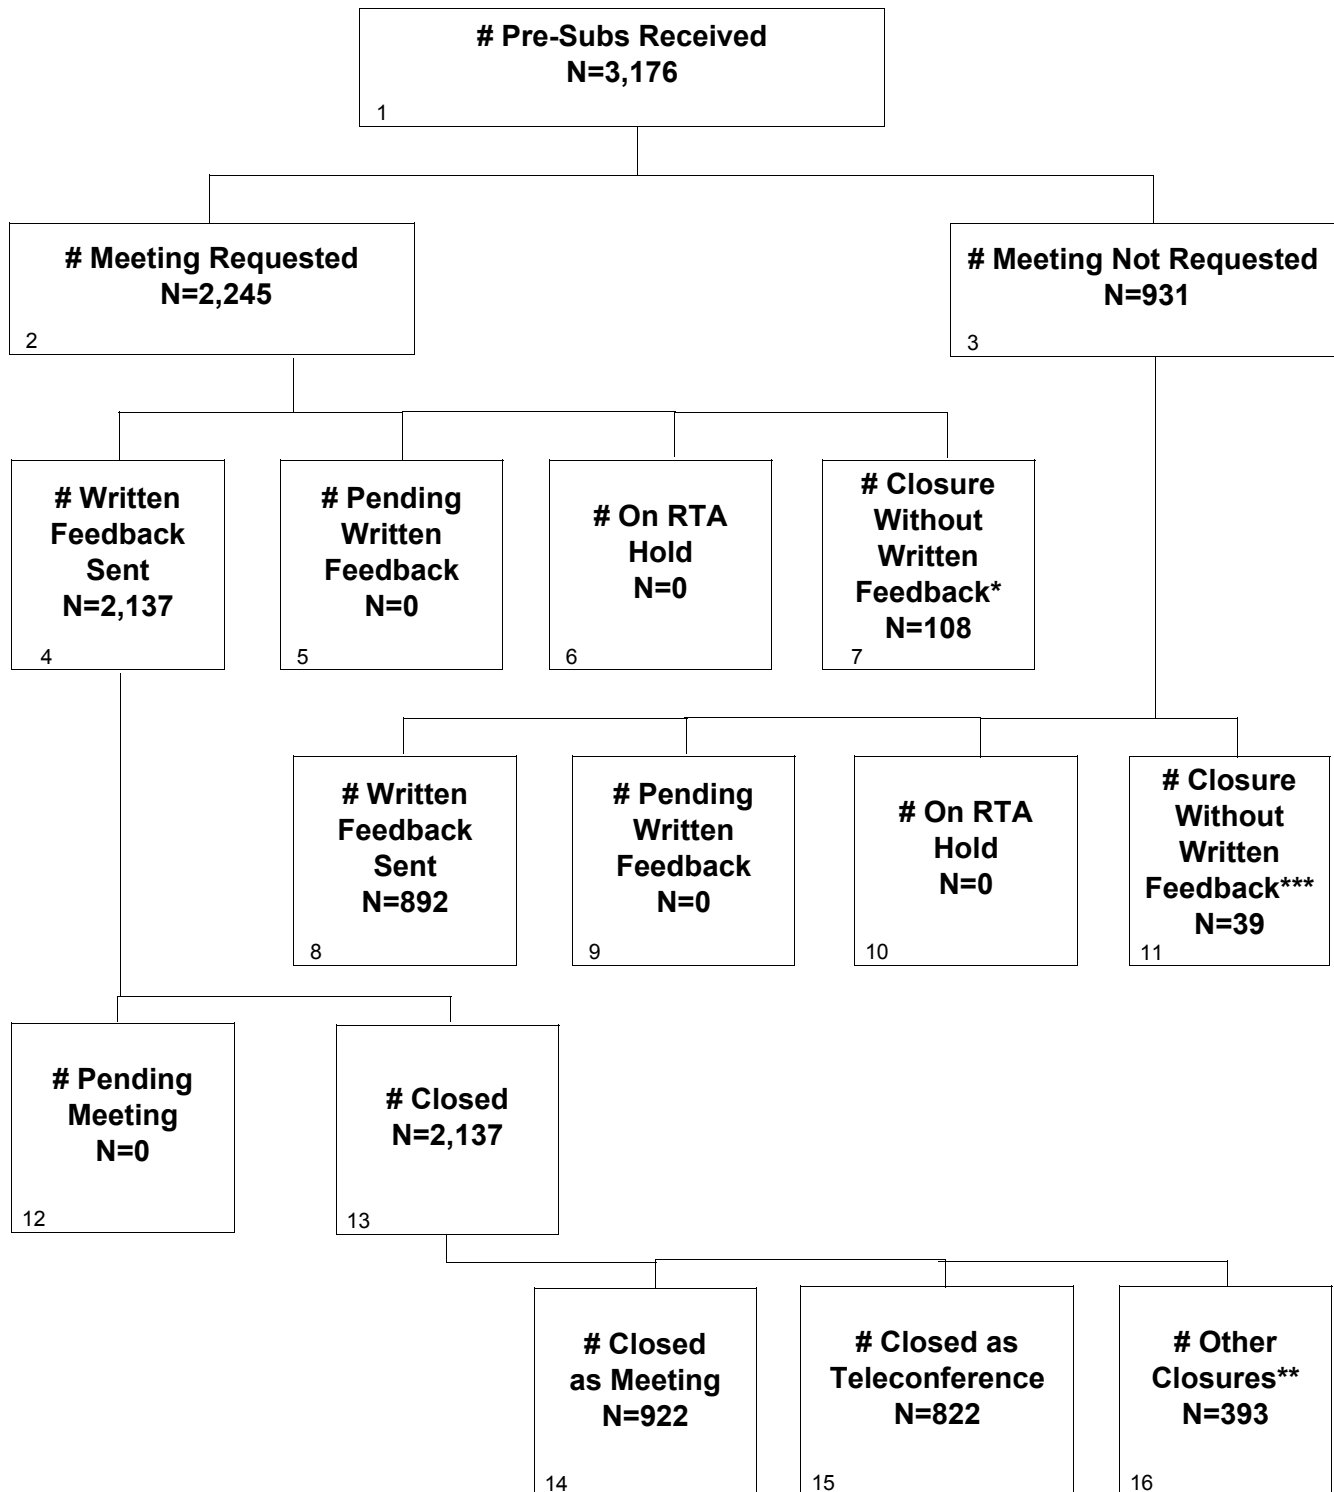 # Pre-Subs Received
N=3,176
1
# Meeting Requested
N=2,245
2
# Meeting Not Requested
N=931
3
# Written
Feedback
Sent
N=2,137
4
# Pending
Written
Feedback
N=0
5
# On RTA
Hold
N=0
6
# Closure
Without
Written
Feedback*
N=108
7
# Written
Feedback
Sent
N=892
8
# Pending
Written
Feedback
N=0
9
# On RTA
Hold
N=0
10
# Closure
Without
Written
Feedback***
N=39
11
# Pending
Meeting
N=0
12
# Closed
N=2,137
13
# Closed
as Meeting
N=922
14
# Closed as
Teleconference
N=822
15
# Other
Closures**
N=393
16